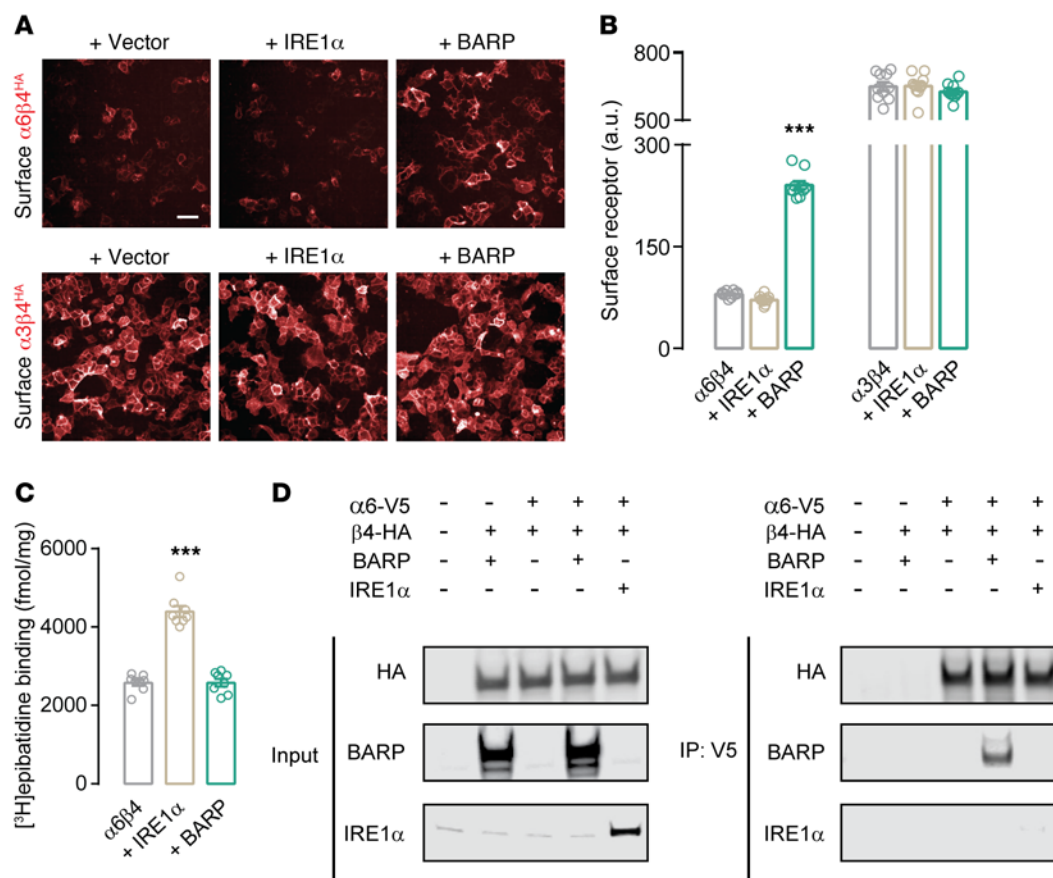 A
+ Vector
+ IRE1α
+ BARP
Surface α6β4ᴴᴬ
+ Vector
+ IRE1α
+ BARP
Surface α3β4ᴴᴬ
B
Surface receptor (a.u.)
800
500
300
150
0
***
α6β4
+ IRE1α
+ BARP
α3β4
+ IRE1α
+ BARP
C
[³H]epibatidine binding (fmol/mg)
6000
4000
2000
0
***
α6β4
+ IRE1α
+ BARP
D
α6-V5 - - + + +
β4-HA - + + + +
BARP - + - + -
IRE1α - - - - +
Input
HA
BARP
IRE1α
α6-V5 - - + + +
β4-HA - + + + +
BARP - + - + -
IRE1α - - - - +
IP: V5
HA
BARP
IRE1α